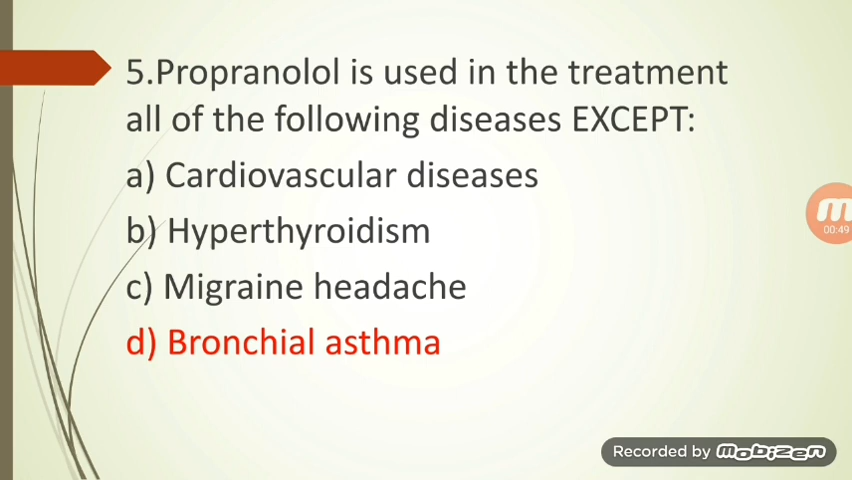 5.Propranolol is used in the treatment
all of the following diseases EXCEPT:
a) Cardiovascular diseases
b) Hyperthyroidism
c) Migraine headache
d) Bronchial asthma
00:49
Recorded by mobizen